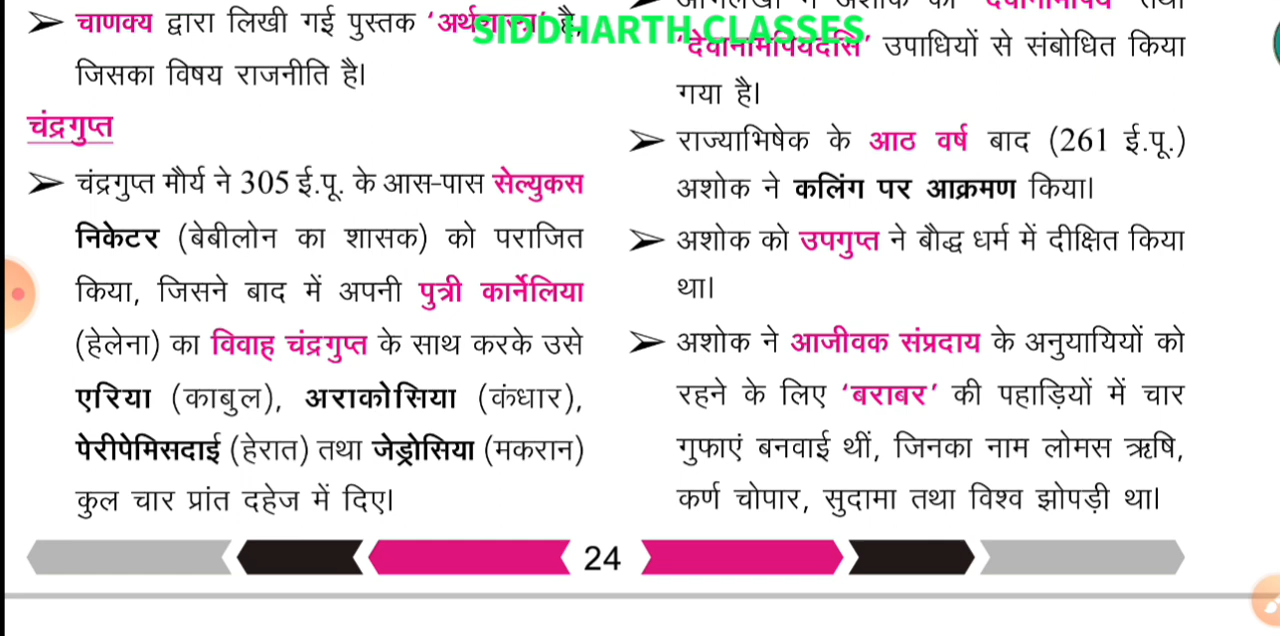 ➢ चाणक्य द्वारा लिखी गई पुस्तक ‘अर्थशास्त्र’ है,
जिसका विषय राजनीति है।
चंद्रगुप्त
➢ चंद्रगुप्त मौर्य ने 305 ई.पू. के आस-पास सेल्युकस
निकेटर (बेबीलोन का शासक) को पराजित
किया, जिसने बाद में अपनी पुत्री कार्नेलिया
(हेलेना) का विवाह चंद्रगुप्त के साथ करके उसे
एरिया (काबुल), अराकोसिया (कंधार),
पेरीपेमिसदाई (हेरात) तथा जेड्रोसिया (मकरान)
कुल चार प्रांत दहेज में दिए।
SIDDHARTH CLASSES
‘देवानामपियदसि’ उपाधियों से संबोधित किया
गया है।
➢ राज्याभिषेक के आठ वर्ष बाद (261 ई.पू.)
अशोक ने कलिंग पर आक्रमण किया।
➢ अशोक को उपगुप्त ने बौद्ध धर्म में दीक्षित किया
था।
➢ अशोक ने आजीवक संप्रदाय के अनुयायियों को
रहने के लिए ‘बराबर’ की पहाड़ियों में चार
गुफाएं बनवाई थीं, जिनका नाम लोमस ऋषि,
कर्ण चोपार, सुदामा तथा विश्व झोपड़ी था।
24